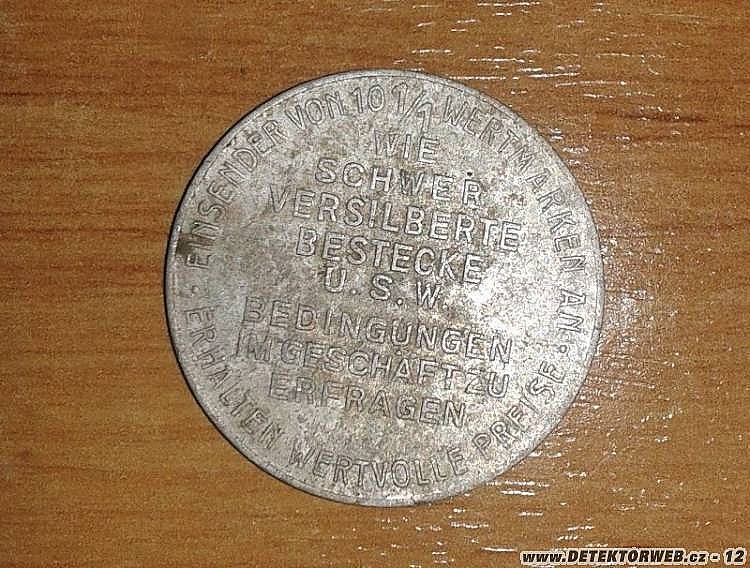 EINSENDER VON 10 1/1 WERTMARKEN AN
WIE
SCHWER
VERSILBERTE
BESTECKE
U.S.W.
BEDINGUNGEN
IM GESCHÄFT ZU
ERFRAGEN
ERHALTEN WERTVOLLE PREISE
www.DETEKTORWEB.cz - 12